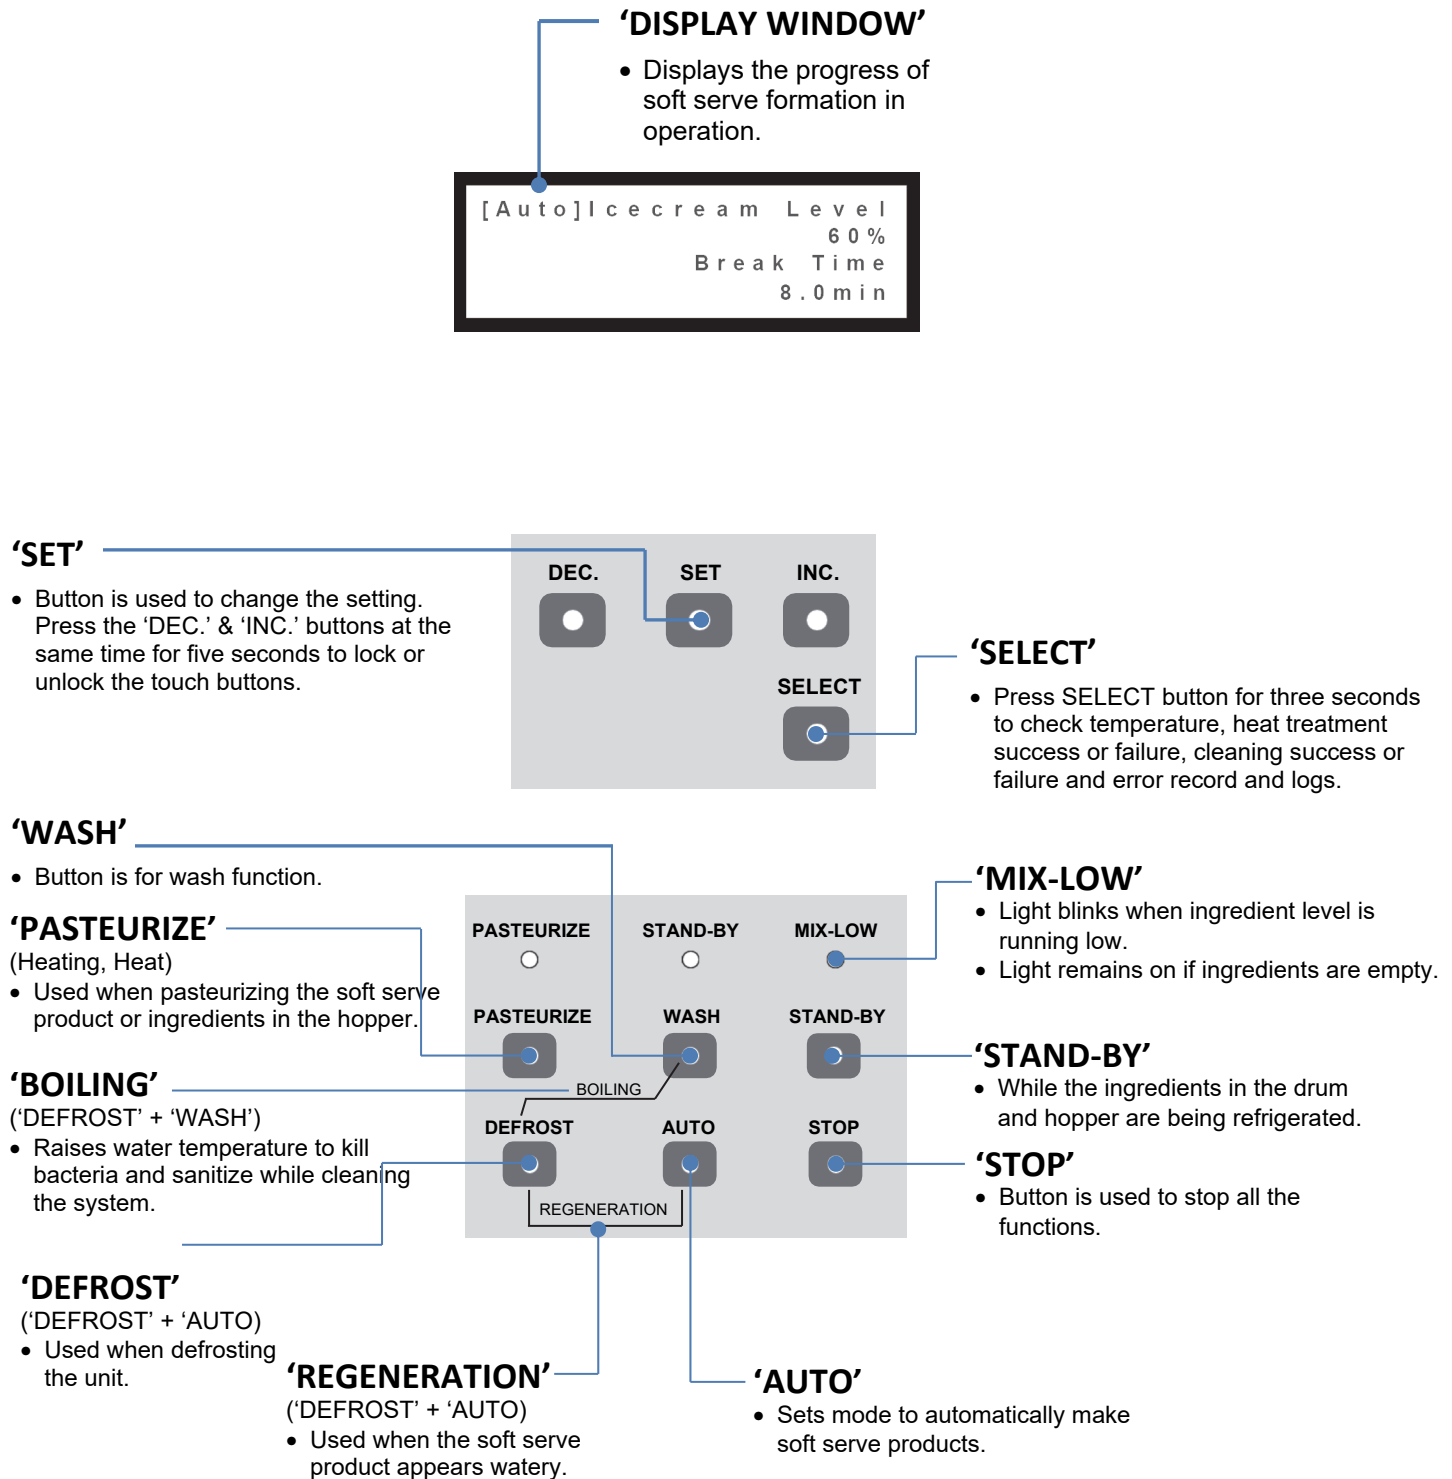 ‘DISPLAY WINDOW’
• Displays the progress of
soft serve formation in
operation.
[Auto]Icecream Level
60%
Break Time
8.0min
‘SET’
• Button is used to change the setting.
Press the ‘DEC.’ & ‘INC.’ buttons at the
same time for five seconds to lock or
unlock the touch buttons.
DEC. SET INC.
SELECT
‘SELECT’
• Press SELECT button for three seconds
to check temperature, heat treatment
success or failure, cleaning success or
failure and error record and logs.
‘WASH’
• Button is for wash function.
‘PASTEURIZE’
(Heating, Heat)
• Used when pasteurizing the soft serve
product or ingredients in the hopper.
‘BOILING’
(‘DEFROST’ + ‘WASH’)
• Raises water temperature to kill
bacteria and sanitize while cleaning
the system.
PASTEURIZE STAND-BY MIX-LOW
PASTEURIZE WASH STAND-BY
BOILING
DEFROST AUTO STOP
REGENERATION
‘MIX-LOW’
• Light blinks when ingredient level is
running low.
• Light remains on if ingredients are empty.
‘STAND-BY’
• While the ingredients in the drum
and hopper are being refrigerated.
‘STOP’
• Button is used to stop all the
functions.
‘DEFROST’
(‘DEFROST’ + ‘AUTO)
• Used when defrosting
the unit.
‘REGENERATION’
(‘DEFROST’ + ‘AUTO)
• Used when the soft serve
product appears watery.
‘AUTO’
• Sets mode to automatically make
soft serve products.